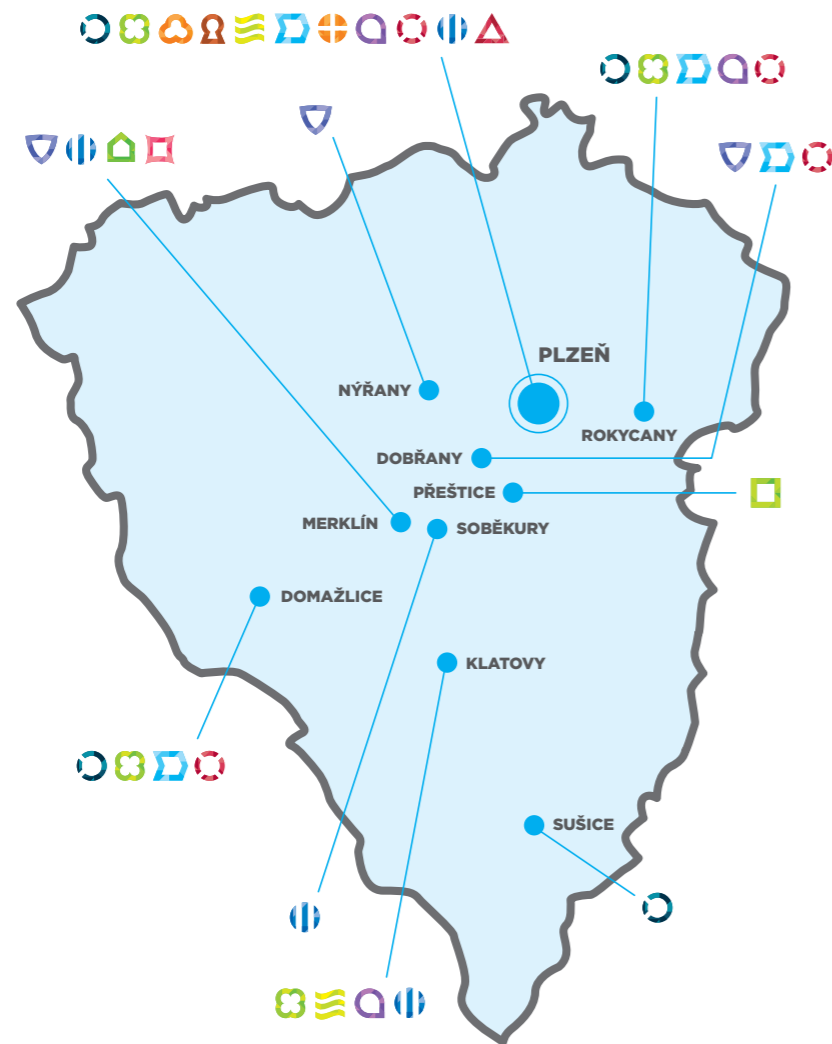 PLZEŇ
NÝŘANY
ROKYCANY
DOBŘANY
PŘEŠTICE
MERKLÍN
SOBĚKURY
DOMAŽLICE
KLATOVY
SUŠICE